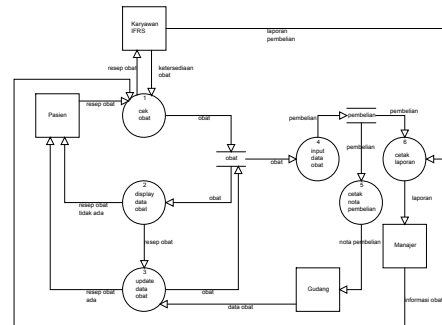 Karyawan
IFRS
laporan
pembelian
resep obat
ketersediaan
obat
Pasien
resep obat
1
cek
obat
obat
pembelian
pembelian
pembelian
obat
obat
4
input
data
obat
pembelian
6
cetak
laporan
2
display
data
obat
obat
5
cetak
nota
pembelian
laporan
resep obat
tidak ada
resep obat
nota pembelian
Manajer
3
update
data
obat
obat
resep obat
ada
data obat
Gudang
informasi obat